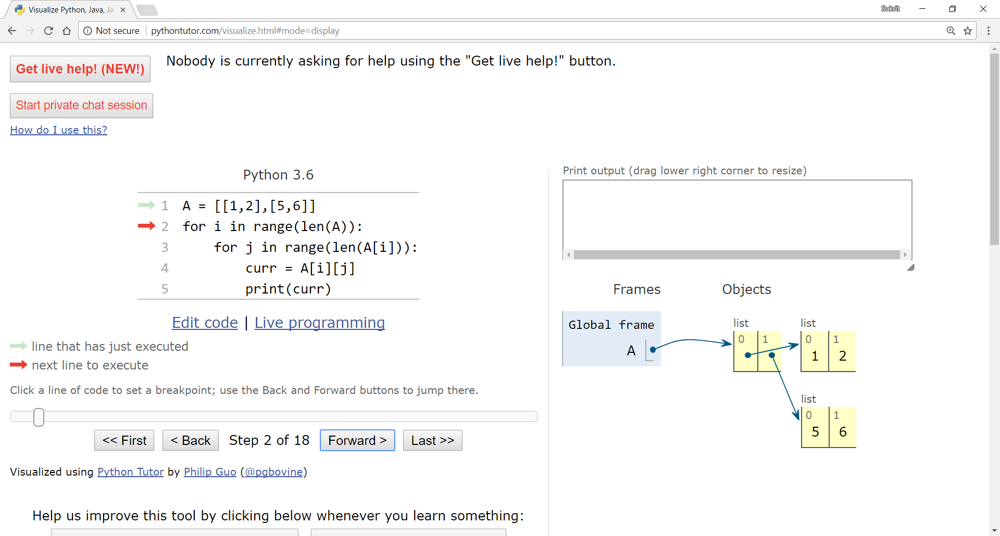 Visualize Python, Java, Ja
Sukrit
Not secure
pythontutor.com/visualize.html#mode=display
Get live help! (NEW!)
Nobody is currently asking for help using the "Get live help!" button.
Start private chat session
How do I use this?
Python 3.6
1 A = [[1,2],[5,6]]
2 for i in range(len(A)):
3     for j in range(len(A[i])):
4         curr = A[i][j]
5         print(curr)
Edit code | Live programming
line that has just executed
next line to execute
Click a line of code to set a breakpoint; use the Back and Forward buttons to jump there.
<< First
< Back
Step 2 of 18
Forward >
Last >>
Visualized using Python Tutor by Philip Guo (@pgbovine)
Help us improve this tool by clicking below whenever you learn something:
Print output (drag lower right corner to resize)
Frames
Objects
Global frame
A
list
0 1
list
0 1
1 2
list
0 1
5 6